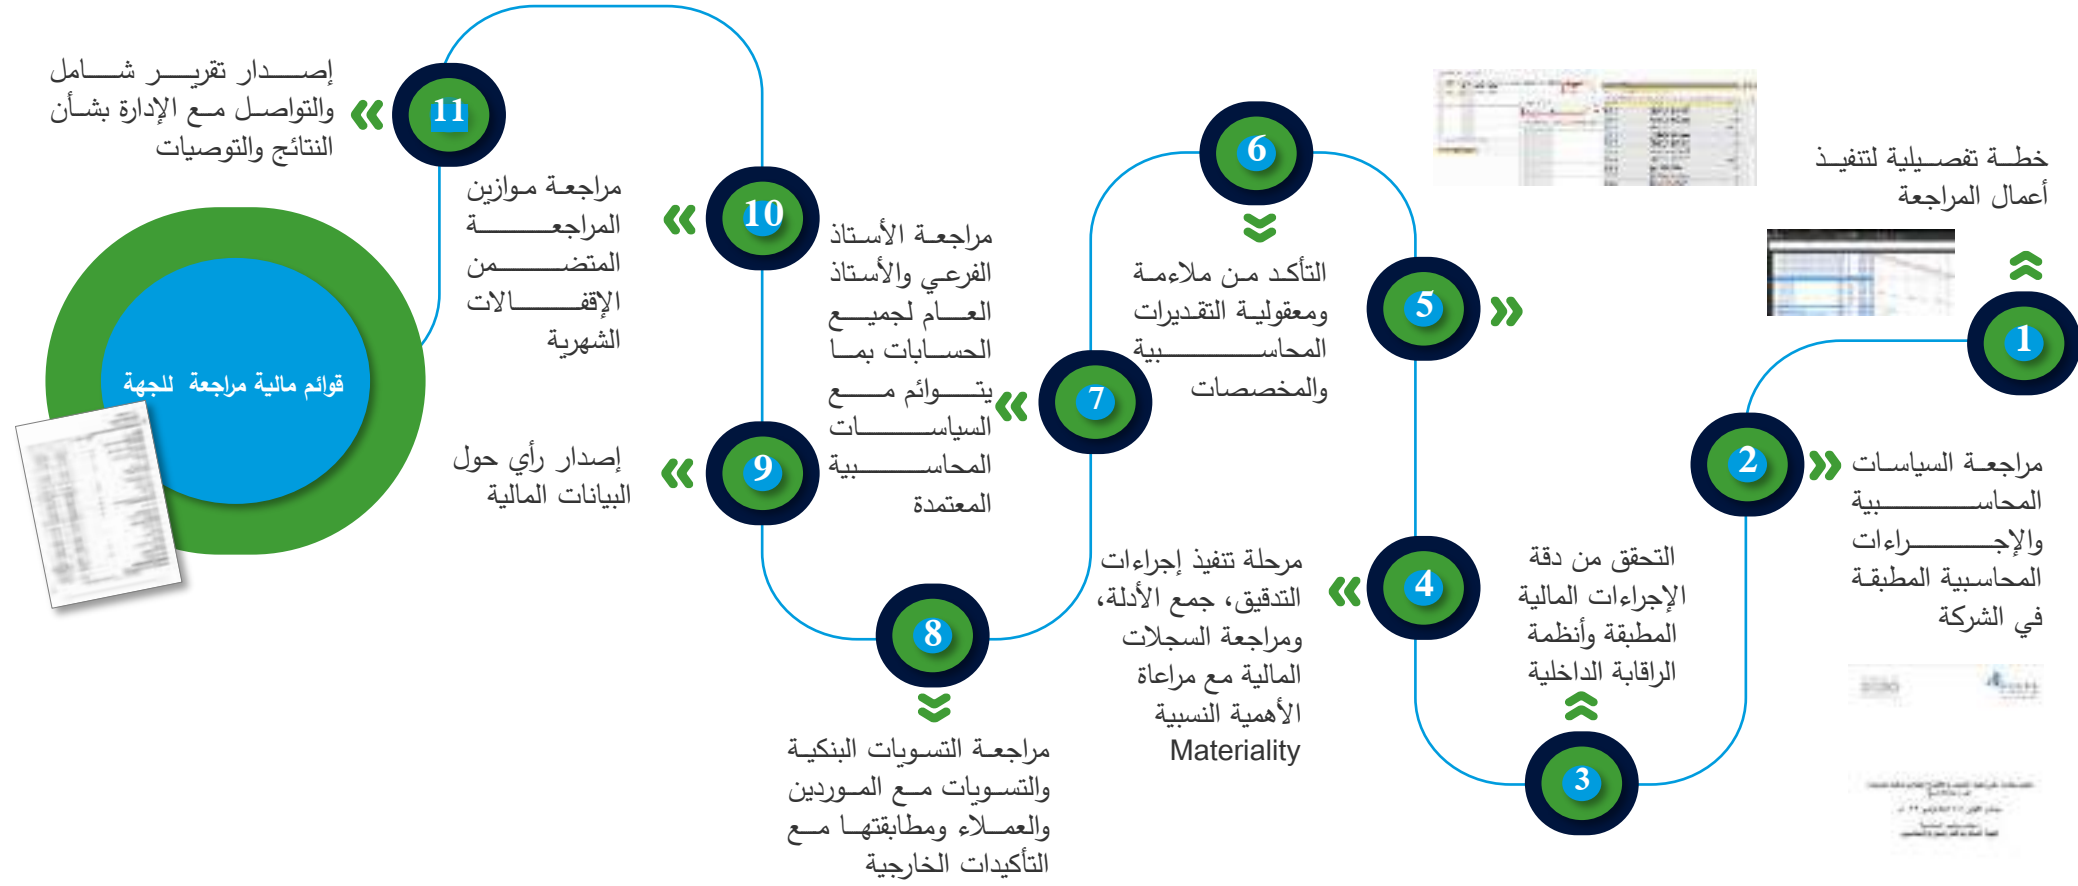 1
خطة تفصيلية لتنفيذ
أعمال المراجعة
2
مراجعة السياسات
المحاسبية
والإجراءات
المحاسبية المطبقة
في الشركة
3
التحقق من دقة
الإجراءات المالية
المطبقة وأنظمة
الراقابة الداخلية
4
مرحلة تنفيذ إجراءات
التدقيق، جمع الأدلة،
ومراجعة السجلات
المالية مع مراعاة
الأهمية النسبية
Materiality
5
6
التأكد من ملاءمة
ومعقولية التقديرات
المحاسبية
والمخصصات
7
مراجعة الأستاذ
الفرعي والأستاذ
العام لجميع
الحسابات بما
يتوائم مع
السياسات
المحاسبية
المعتمدة
8
مراجعة التسويات البنكية
والتسويات مع الموردين
والعملاء ومطابقتها مع
التأكيدات الخارجية
9
إصدار رأي حول
البيانات المالية
10
مراجعة موازين
المراجعة
المتضمن
الإقفالات
الشهرية
11
إصدار تقرير شامل
والتواصل مع الإدارة بشأن
النتائج والتوصيات
قوائم مالية مراجعة للجهة